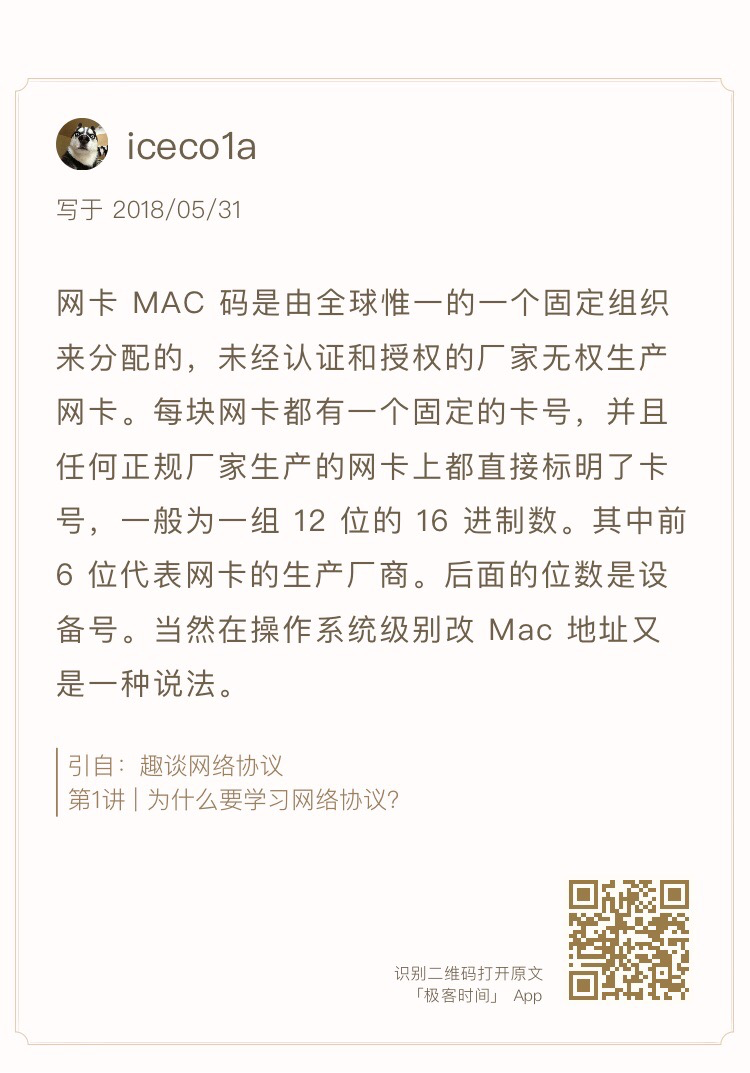 iceco1a
写于 2018/05/31
网卡 MAC 码是由全球惟一的一个固定组织
来分配的，未经认证和授权的厂家无权生产
网卡。每块网卡都有一个固定的卡号，并且
任何正规厂家生产的网卡上都直接标明了卡
号，一般为一组 12 位的 16 进制数。其中前
6 位代表网卡的生产厂商。后面的位数是设
备号。当然在操作系统级别改 Mac 地址又
是一种说法。
引自：趣谈网络协议
第1讲 | 为什么要学习网络协议？
识别二维码打开原文
「极客时间」 App